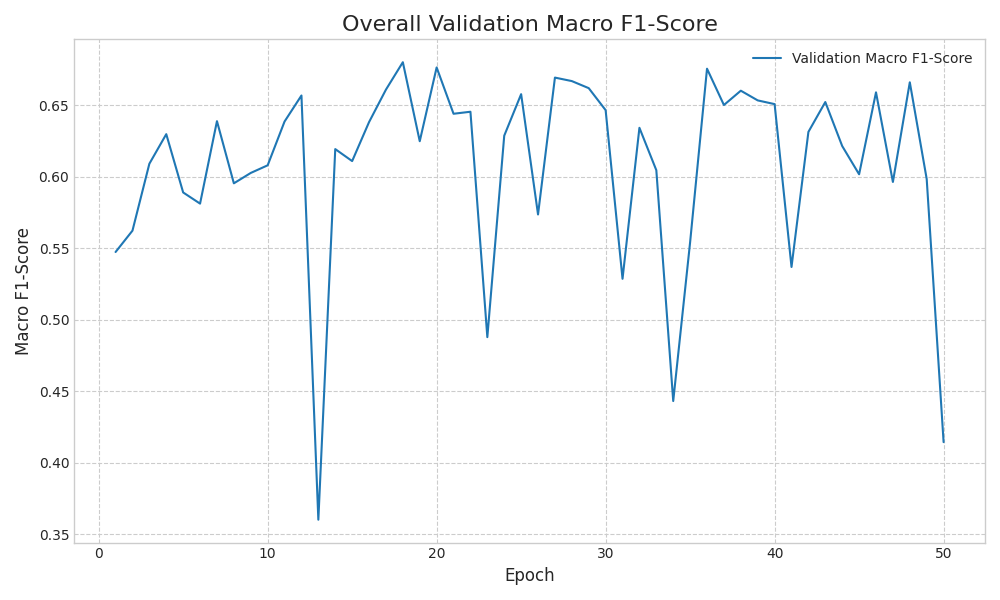 Overall Validation Macro F1-Score
Validation Macro F1-Score
Macro F1-Score
0.65
0.60
0.55
0.50
0.45
0.40
0.35
0 10 20 30 40 50
Epoch